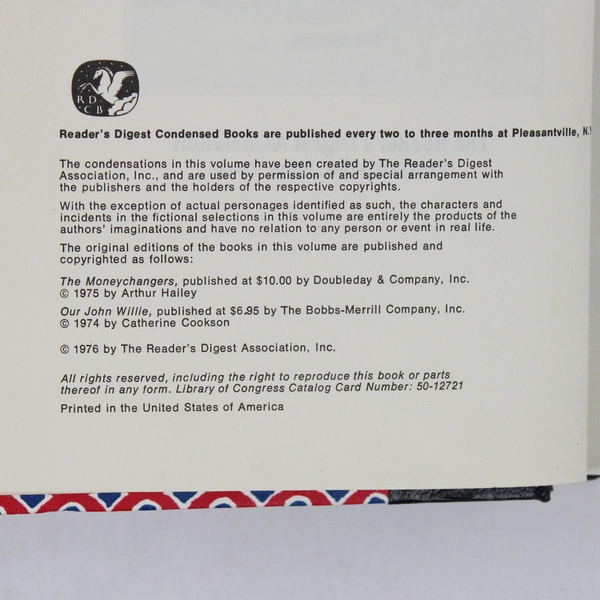 R D
C B
Reader's Digest Condensed Books are published every two to three months at Pleasantville, N.Y
The condensations in this volume have been created by The Reader's Digest
Association, Inc., and are used by permission of and special arrangement with
the publishers and the holders of the respective copyrights.
With the exception of actual personages identified as such, the characters and
incidents in the fictional selections in this volume are entirely the products of the
authors' imaginations and have no relation to any person or event in real life.
The original editions of the books in this volume are published and
copyrighted as follows:
The Moneychangers, published at $10.00 by Doubleday & Company, Inc.
© 1975 by Arthur Hailey
Our John Willie, published at $6.95 by The Bobbs-Merrill Company, Inc.
© 1974 by Catherine Cookson
© 1976 by The Reader's Digest Association, Inc.
All rights reserved, including the right to reproduce this book or parts
thereof in any form. Library of Congress Catalog Card Number: 50-12721
Printed in the United States of America